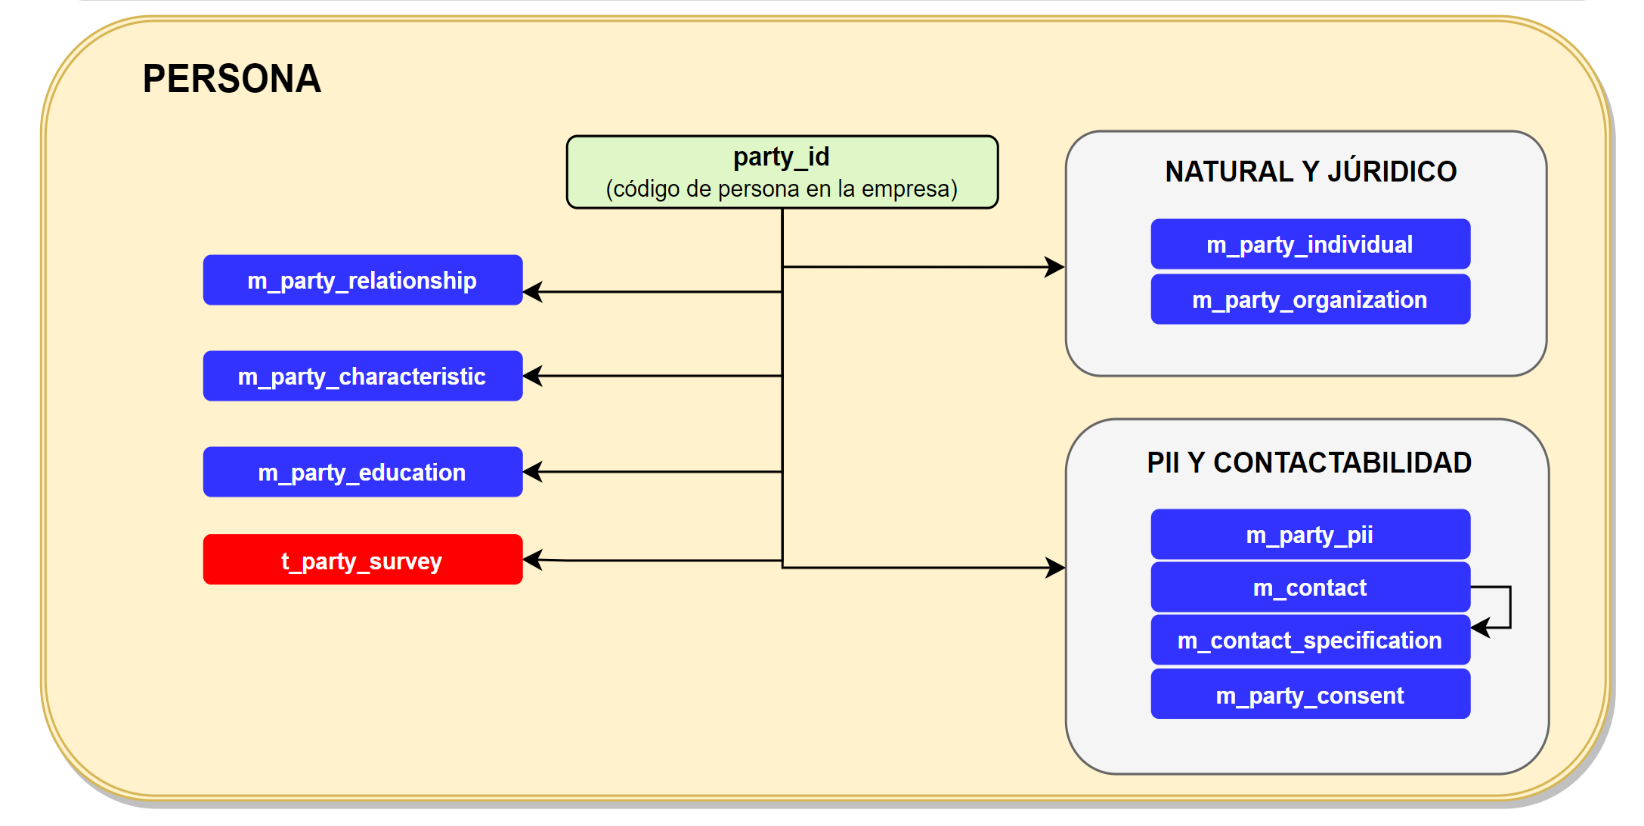 PERSONA
party_id
(código de persona en la empresa)
m_party_relationship
m_party_characteristic
m_party_education
t_party_survey
NATURAL Y JÚRIDICO
m_party_individual
m_party_organization
PII Y CONTACTABILIDAD
m_party_pii
m_contact
m_contact_specification
m_party_consent